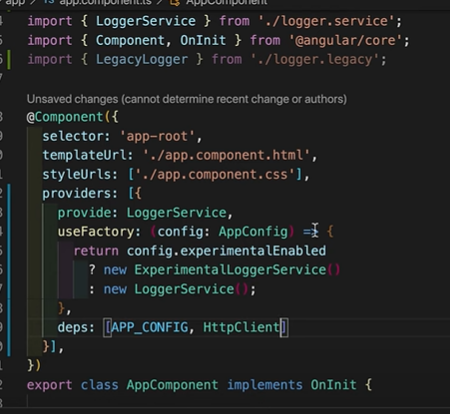 app > TS app.component.ts > AppComponent
import { LoggerService } from './logger.service';
import { Component, OnInit } from '@angular/core';
import { LegacyLogger } from './logger.legacy';
Unsaved changes (cannot determine recent change or authors)
@Component({
selector: 'app-root',
templateUrl: './app.component.html',
styleUrls: ['./app.component.css'],
providers: [{
provide: LoggerService,
useFactory: (config: AppConfig) => {
return config.experimentalEnabled
? new ExperimentalLoggerService()
: new LoggerService();
},
deps: [APP_CONFIG, HttpClient]
}],
})
export class AppComponent implements OnInit {